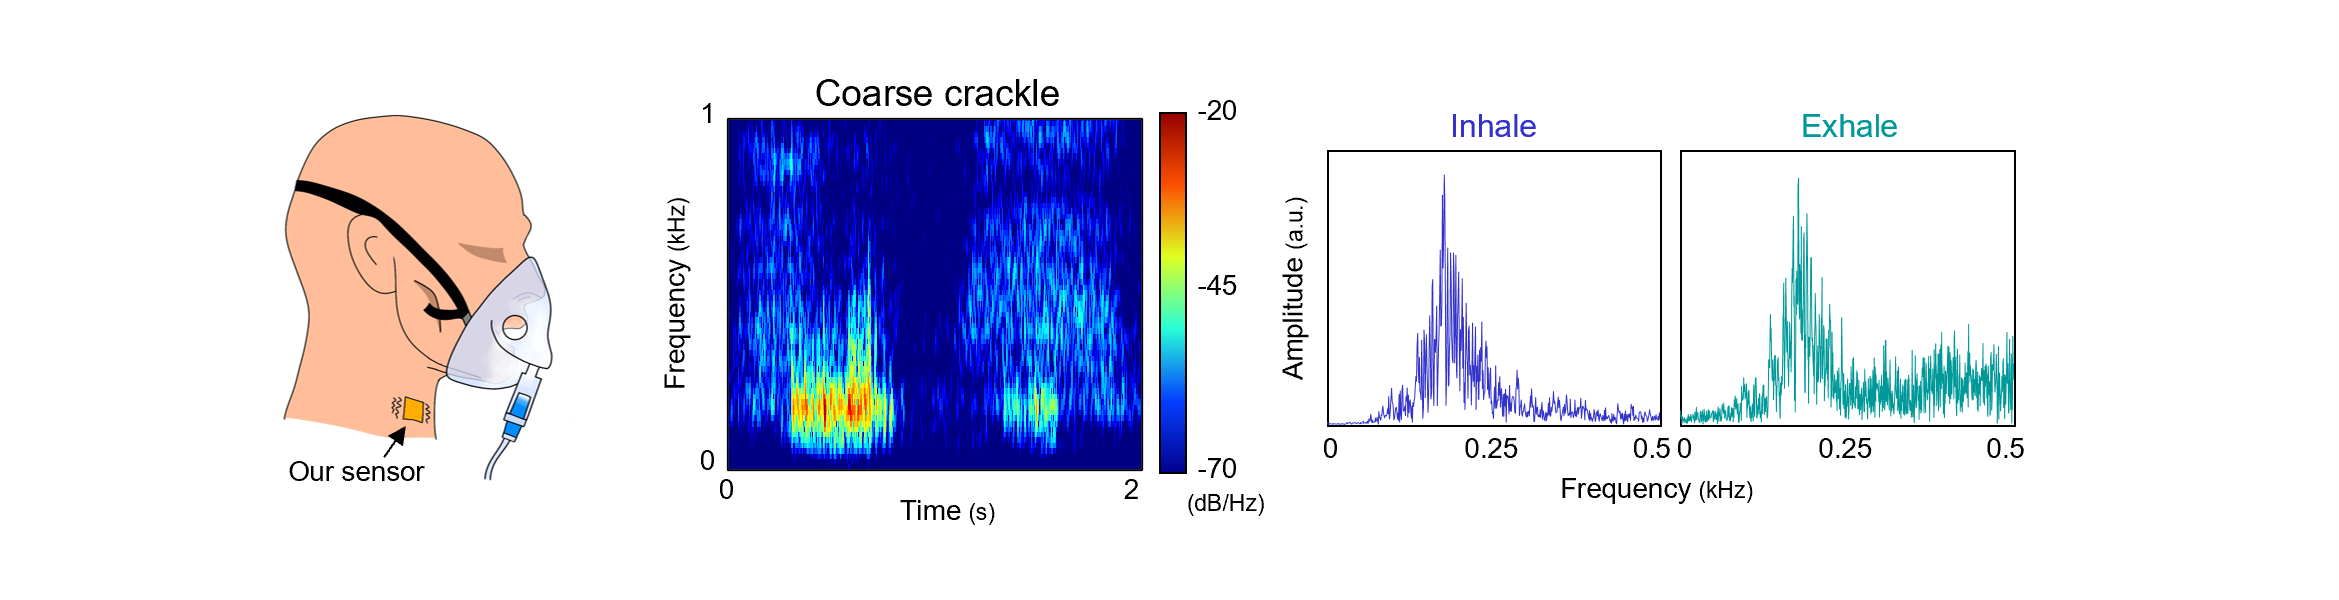 Our sensor
Coarse crackle
Frequency (kHz)
1
0
0
2
Time (s)
-20
-45
-70
(dB/Hz)
Inhale
Exhale
Amplitude (a.u.)
0
0.25
0.5
0
0.25
0.5
Frequency (kHz)